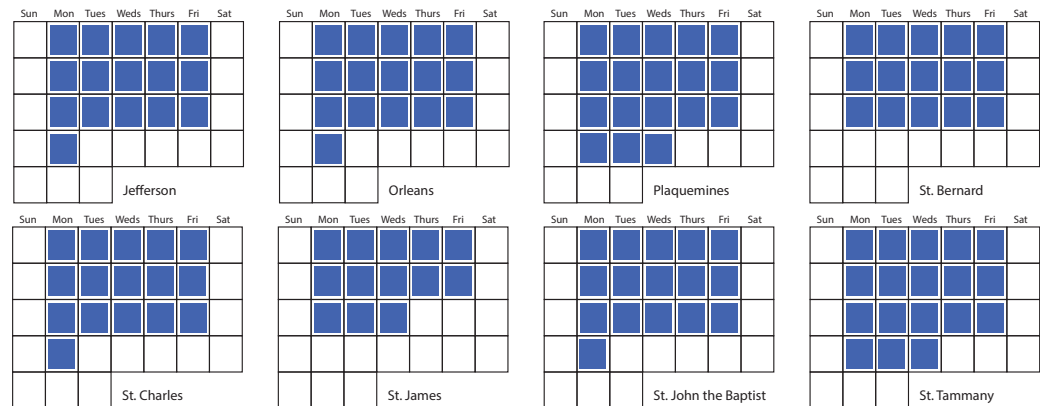 Sun Mon Tues Weds Thurs Fri Sat
Sun Mon Tues Weds Thurs Fri Sat
Sun Mon Tues Weds Thurs Fri Sat
Sun Mon Tues Weds Thurs Fri Sat
Jefferson
Orleans
Plaquemines
St. Bernard
Sun Mon Tues Weds Thurs Fri Sat
Sun Mon Tues Weds Thurs Fri Sat
Sun Mon Tues Weds Thurs Fri Sat
Sun Mon Tues Weds Thurs Fri Sat
St. Charles
St. James
St. John the Baptist
St. Tammany